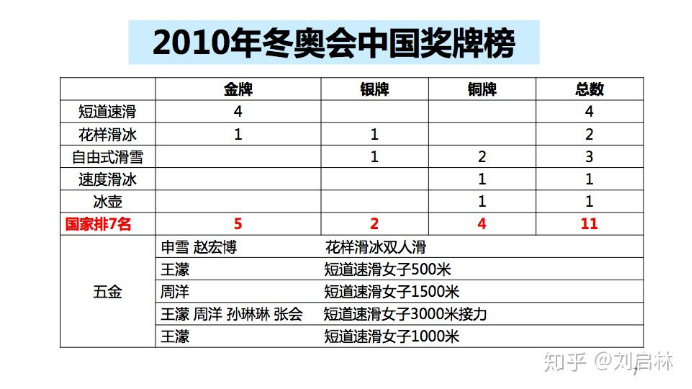 2010年冬奥会中国奖牌榜
金牌 银牌 铜牌 总数
短道速滑 4 4
花样滑冰 1 1 2
自由式滑雪 1 2 3
速度滑冰 1 1
冰壶 1 1
国家排7名 5 2 4 11
五金
申雪 赵宏博 花样滑冰双人滑
王濛 短道速滑女子500米
周洋 短道速滑女子1500米
王濛 周洋 孙琳琳 张会 短道速滑女子3000米接力
王濛 短道速滑女子1000米
知乎 @刘启林
7